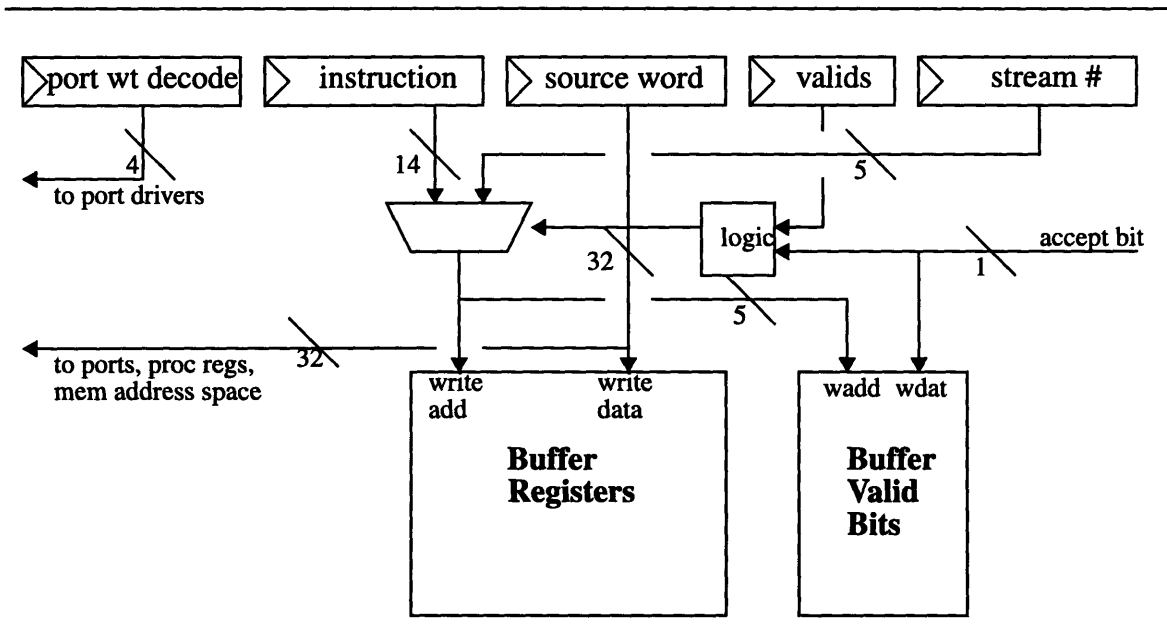 port wt decode
instruction
source word
valids
stream #
4
14
5
to port drivers
logic
accept bit
32
1
5
32
to ports, proc regs,
mem address space
write
add
write
data
wadd wdat
Buffer
Registers
Buffer
Valid
Bits